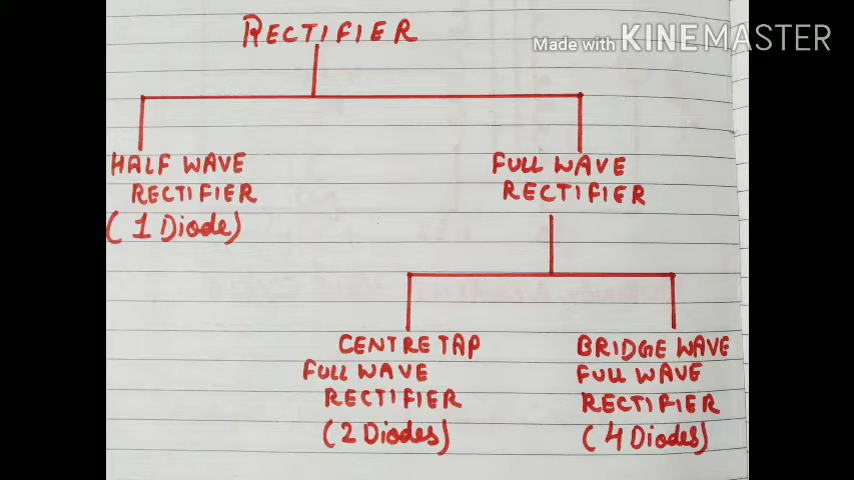 RECTIFIER
Made with KINEMASTER
HALF WAVE
RECTIFIER
(1 Diode)
FULL WAVE
RECTIFIER
CENTRE TAP
FULL WAVE
RECTIFIER
(2 Diodes)
BRIDGE WAVE
FULL WAVE
RECTIFIER
(4 Diodes)